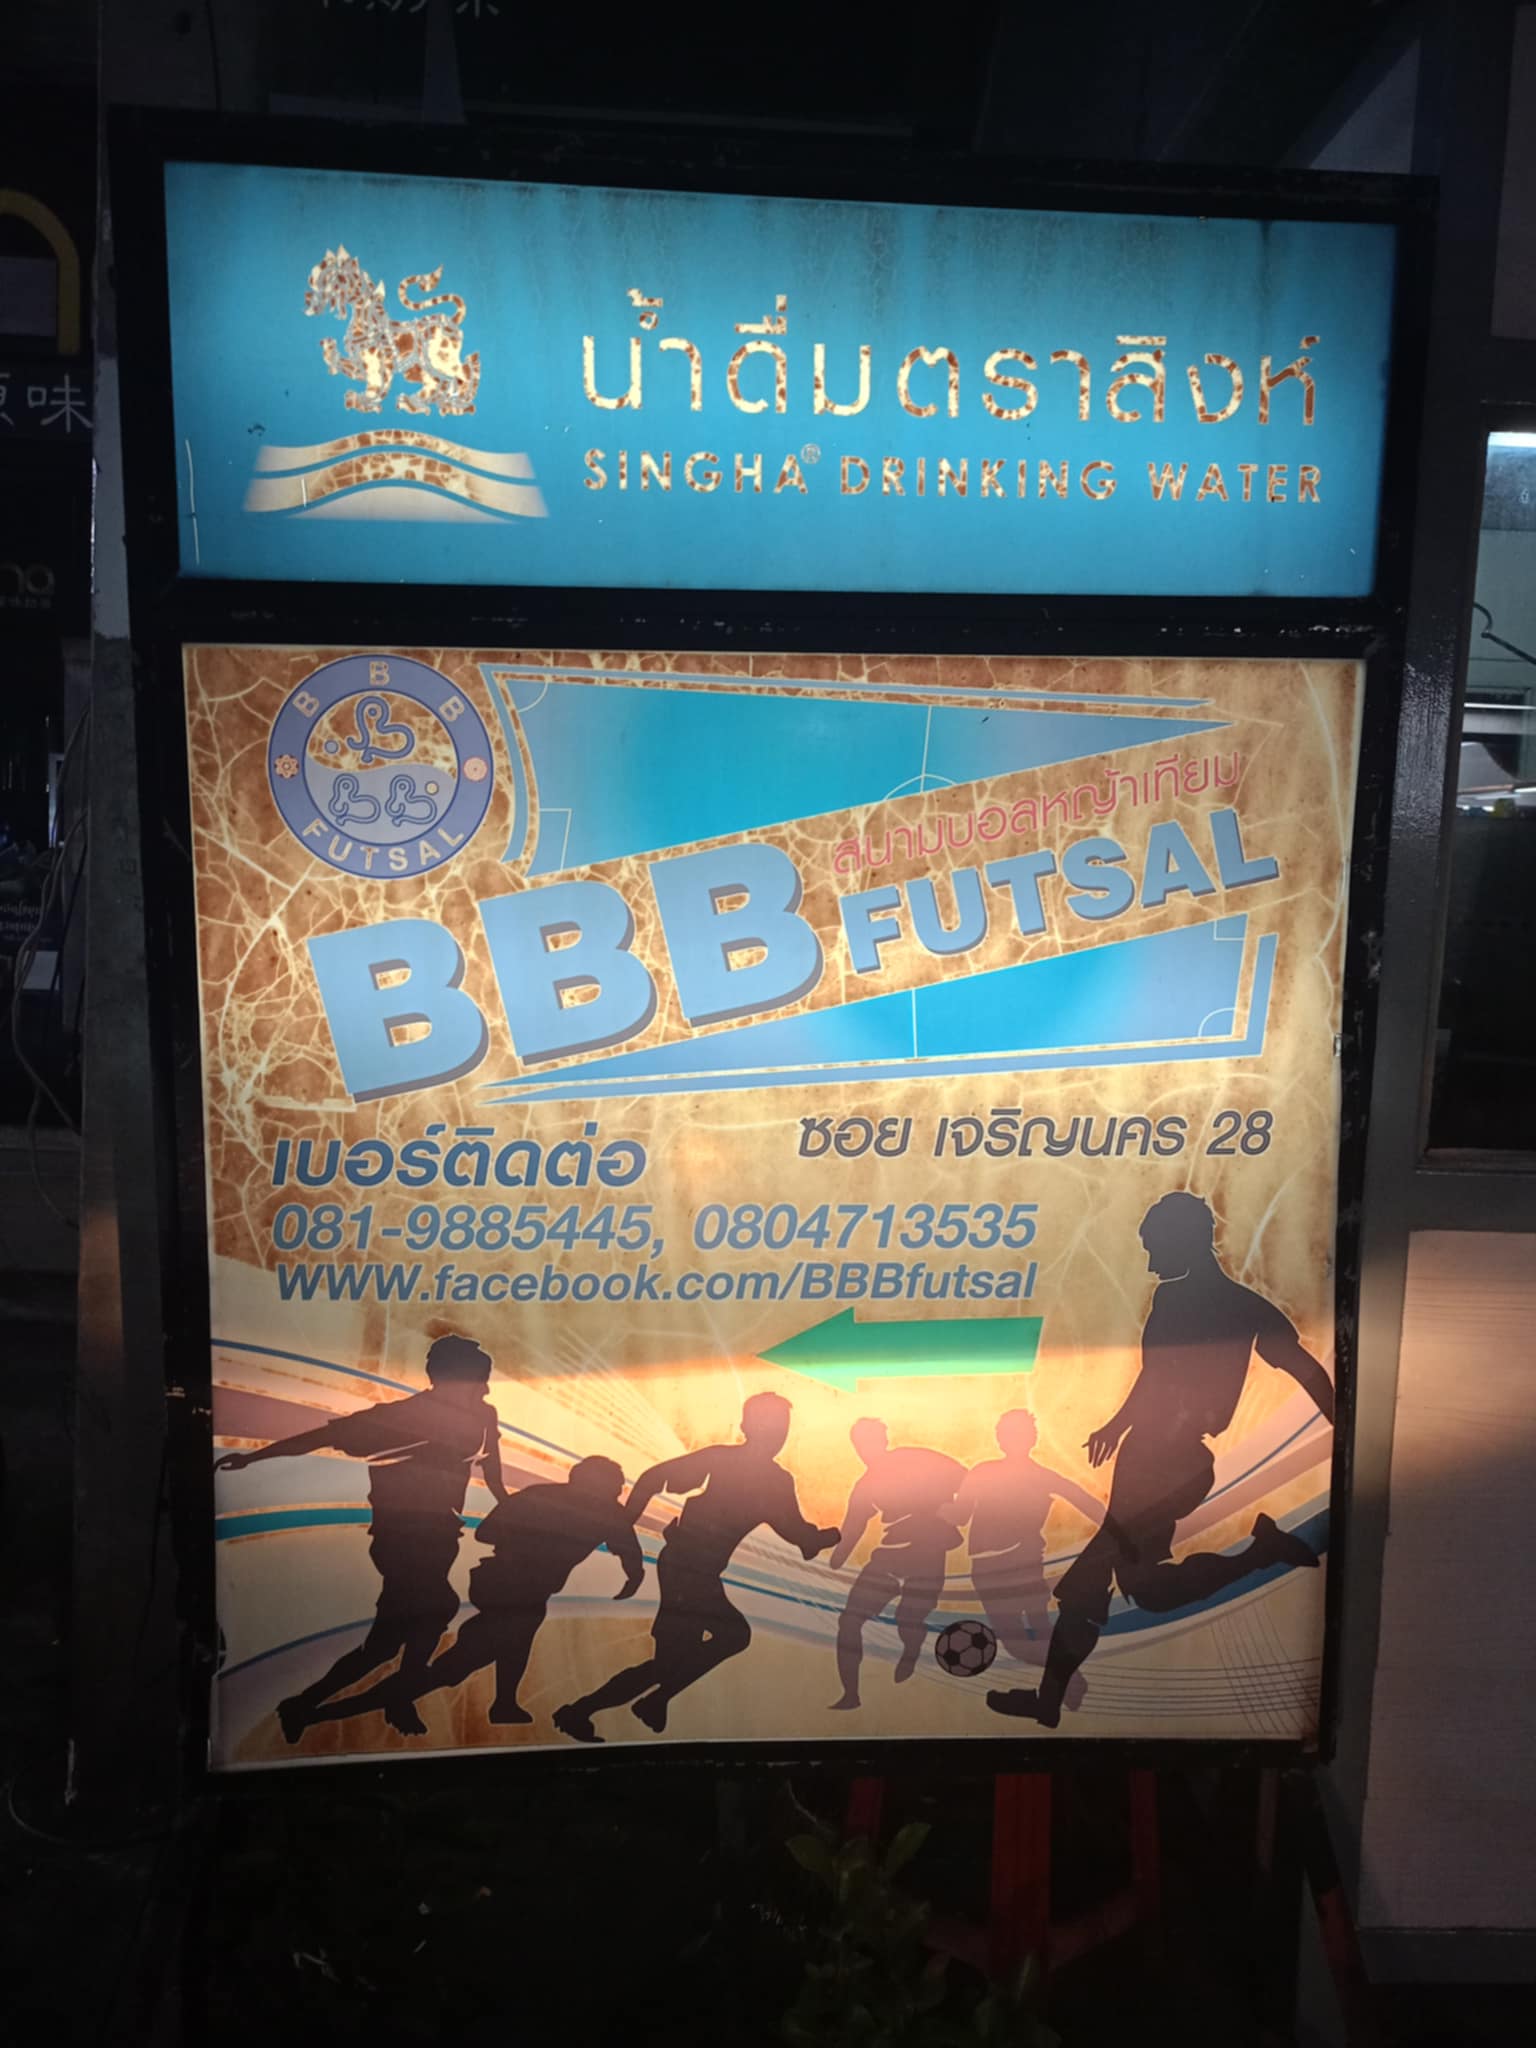 原味
น้ำดื่มตราสิงห์
SINGHA® DRINKING WATER
BBB
FUTSAL
สนามบอลหญ้าเทียม
BBB FUTSAL
ซอย เจริญนคร 28
เบอร์ติดต่อ
081-9885445, 0804713535
WWW.facebook.com/BBBfutsal